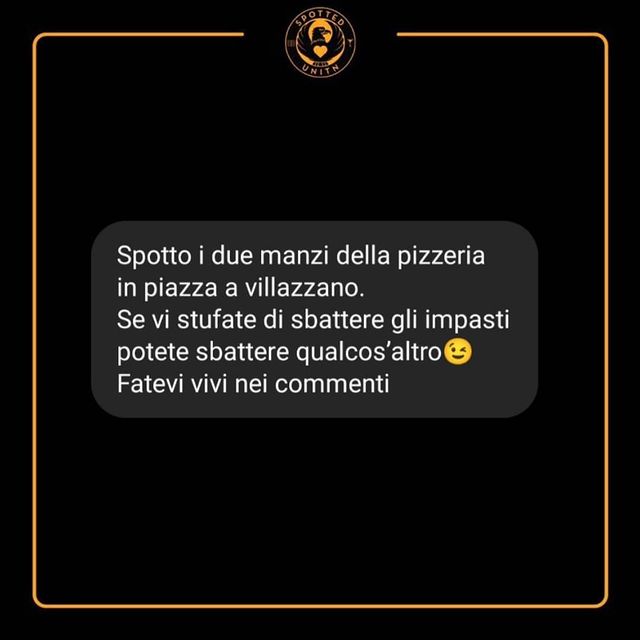 SPOTTED
UNITN
Spotto i due manzi della pizzeria
in piazza a villazzano.
Se vi stufate di sbattere gli impasti
potete sbattere qualcos’altro😉
Fatevi vivi nei commenti